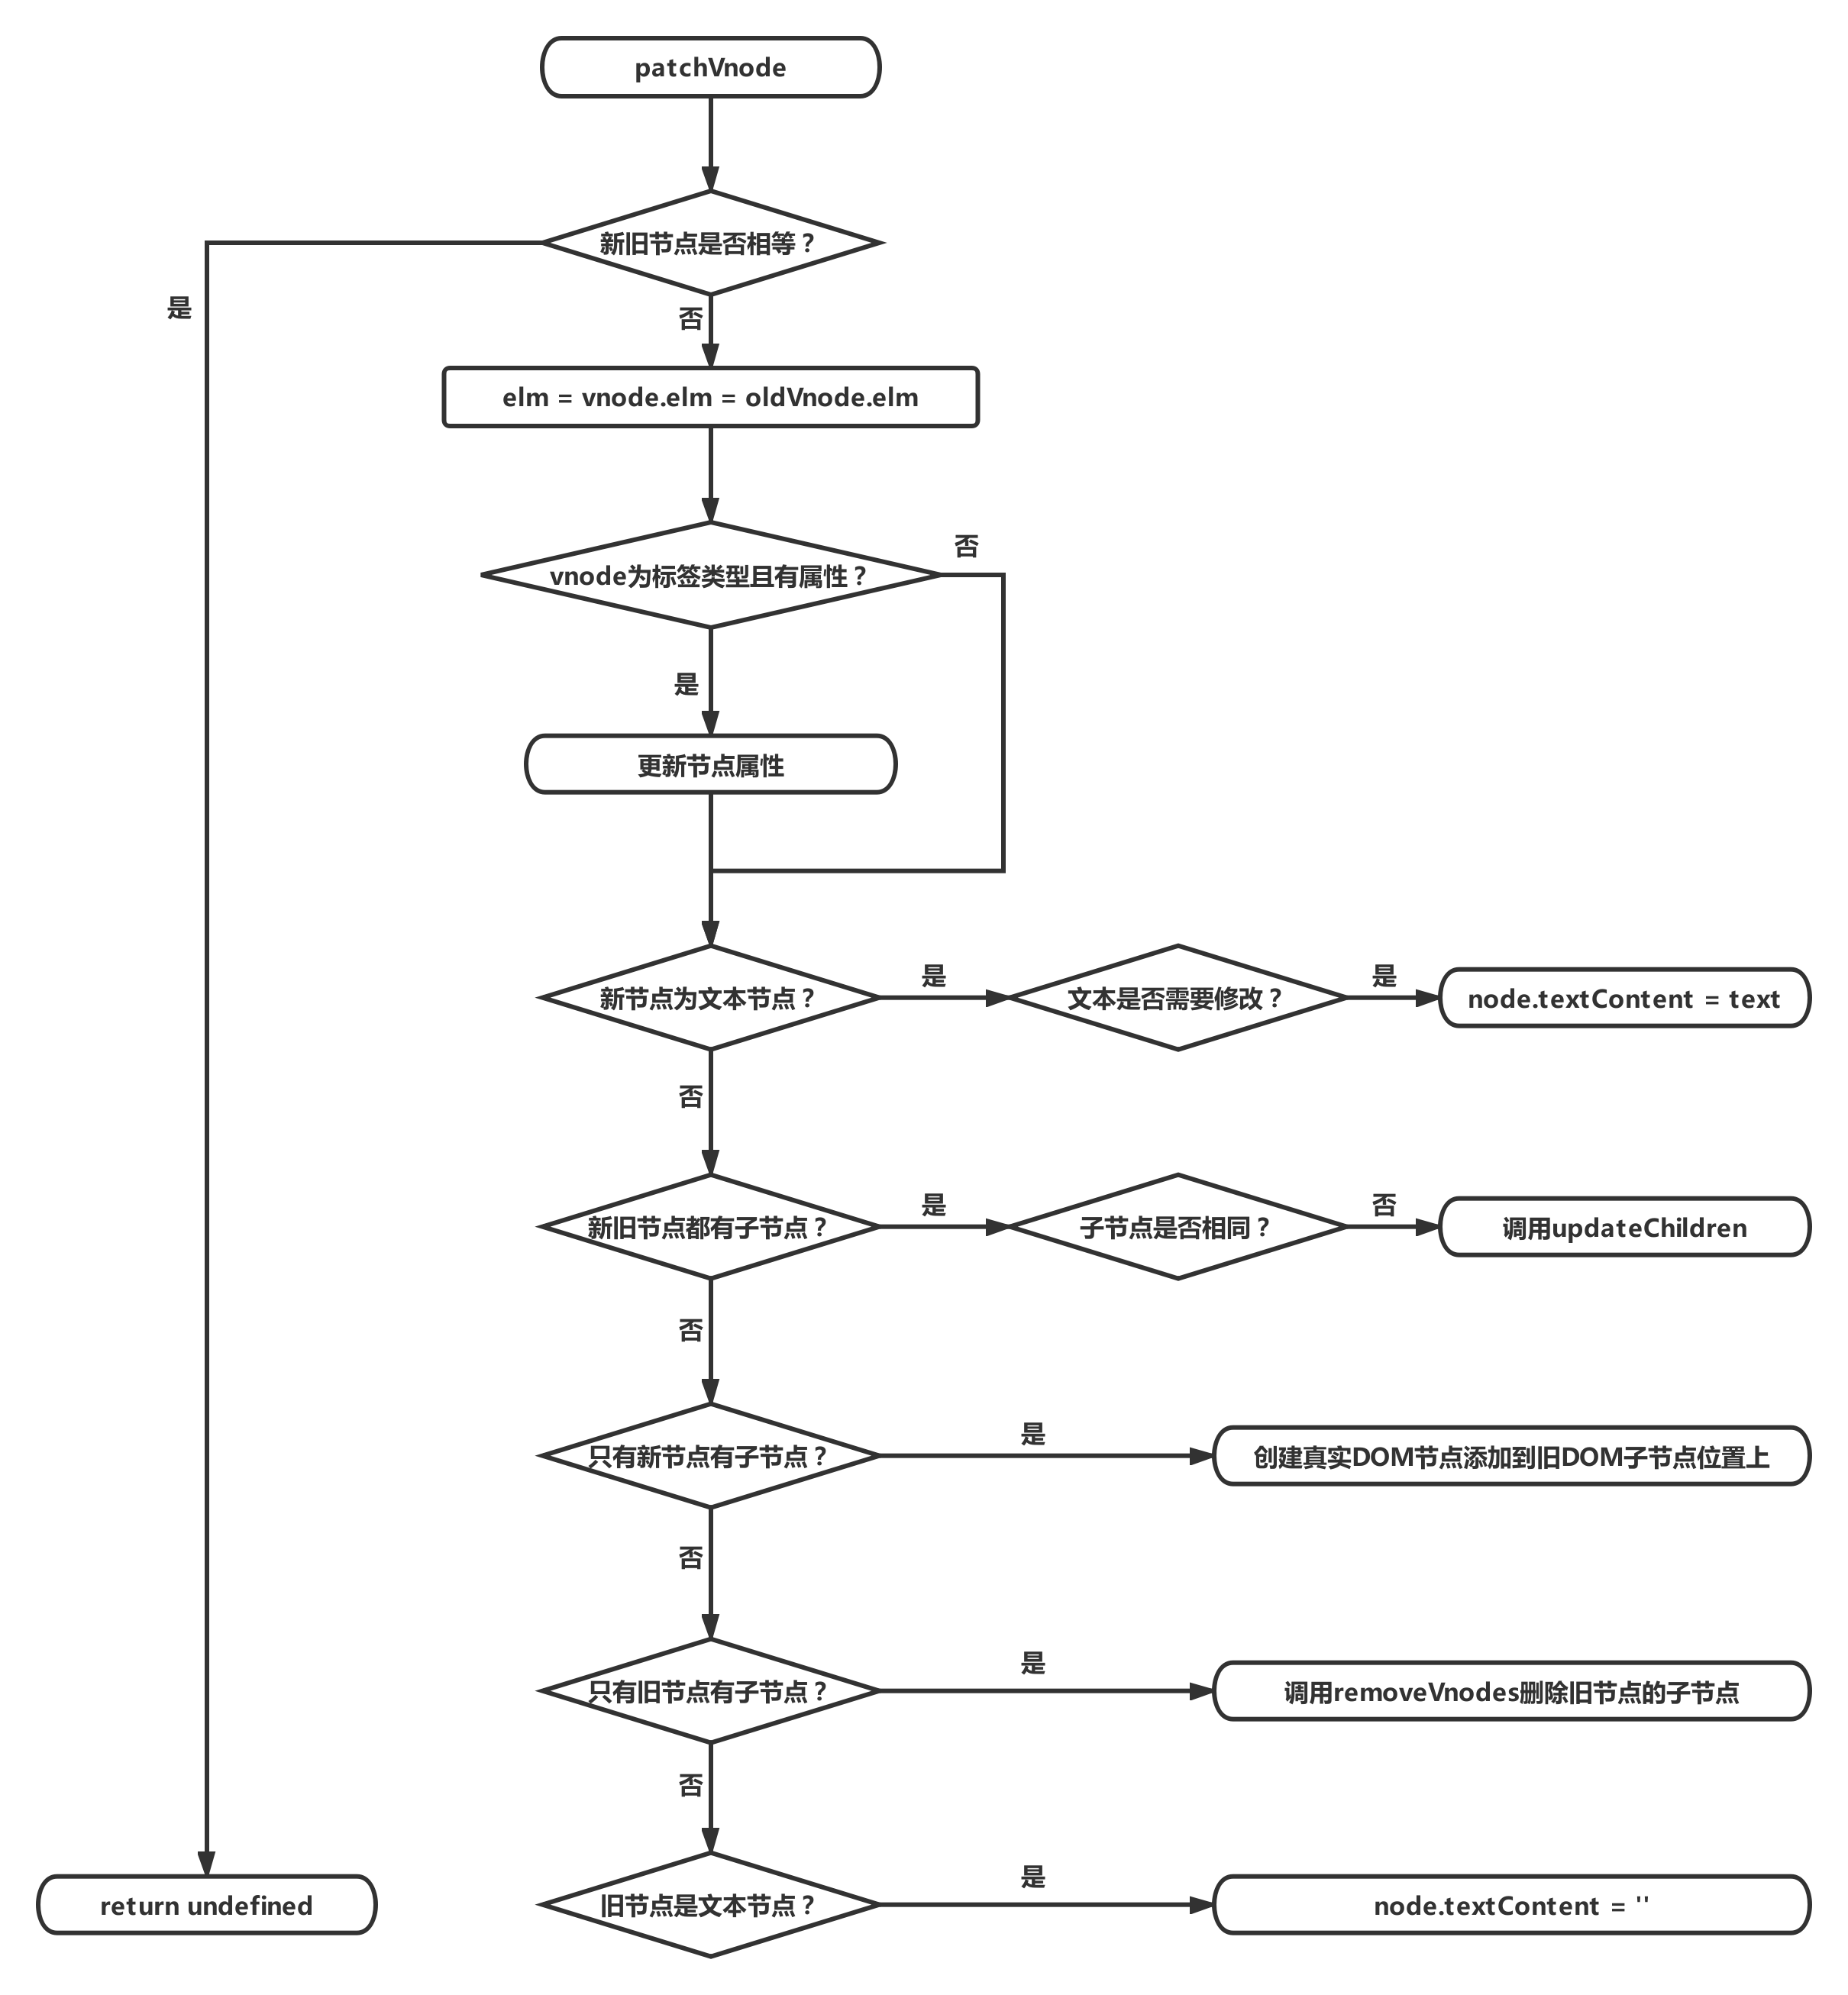 patchVnode
新旧节点是否相等？
是
否
elm = vnode.elm = oldVnode.elm
否
vnode为标签类型且有属性？
是
更新节点属性
新节点为文本节点？
是
文本是否需要修改？
是
node.textContent = text
否
新旧节点都有子节点？
是
子节点是否相同？
否
调用updateChildren
否
只有新节点有子节点？
是
创建真实DOM节点添加到旧DOM子节点位置上
否
只有旧节点有子节点？
是
调用removeVnodes删除旧节点的子节点
否
return undefined
旧节点是文本节点？
是
node.textContent = ''